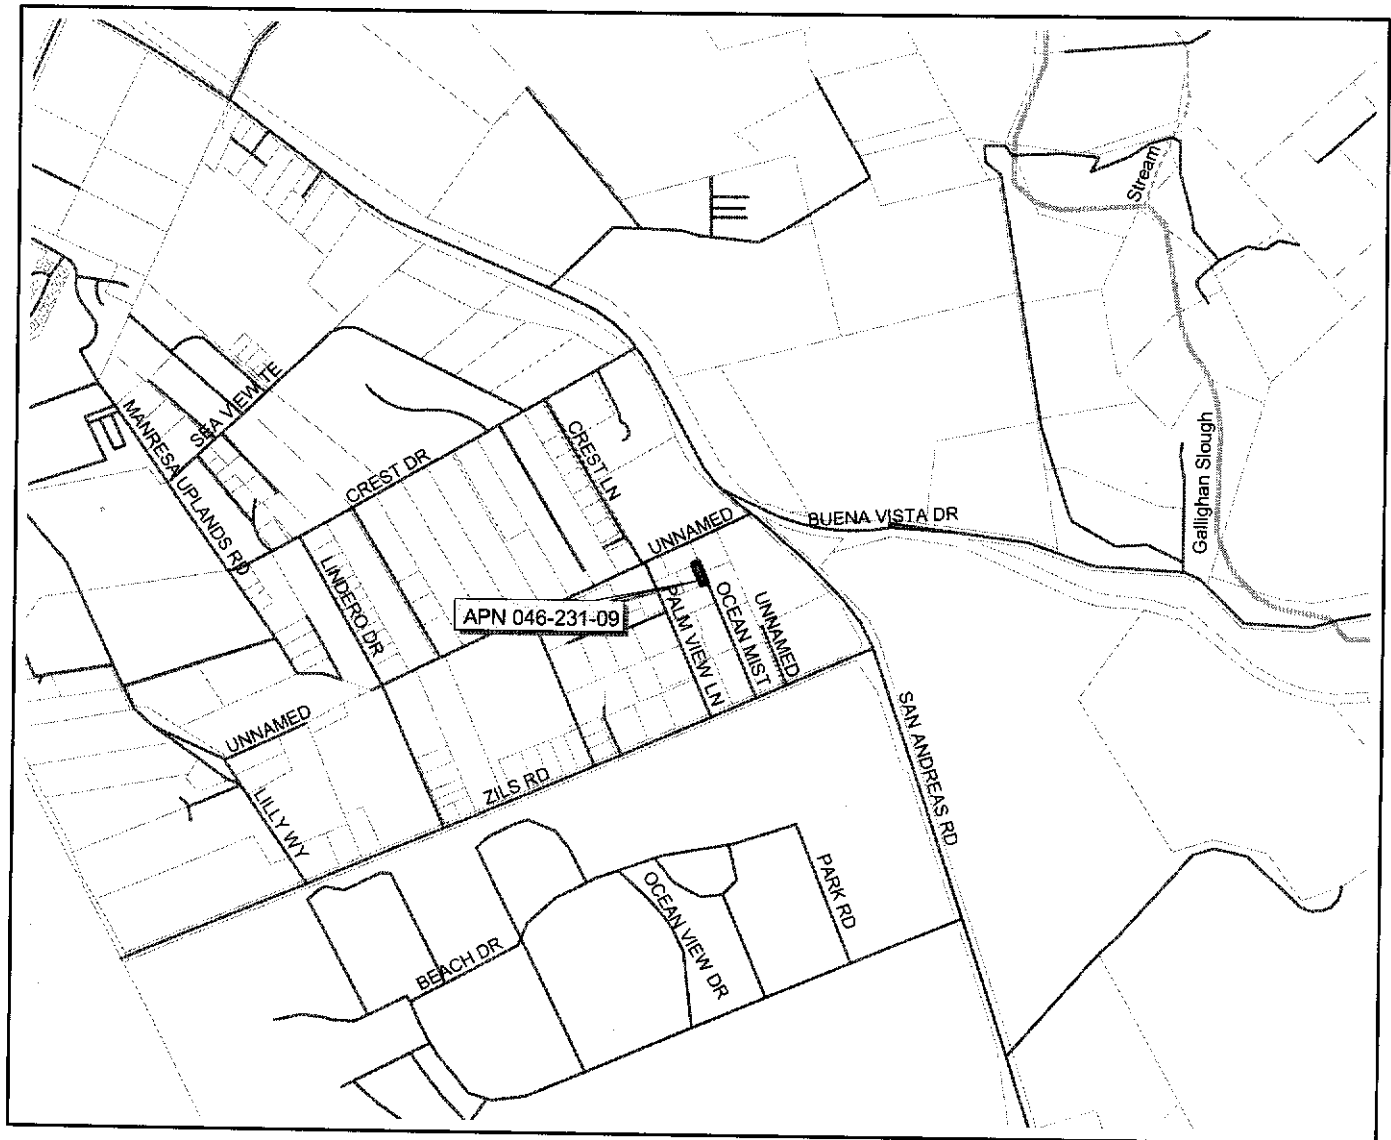 Stream
SEA VIEW TE
MANRESA UPLANDS RD
CREST DR
CREST LN
Gallighan Slough
BUENA VISTA DR
UNNAMED
LINDERO DR
APN 046-231-09
PALM VIEW LN
OCEAN MIST
UNNAMED
UNNAMED
SAN ANDREAS RD
ZILS RD
LILLY WY
PARK RD
OCEAN VIEW DR
BEACH DR